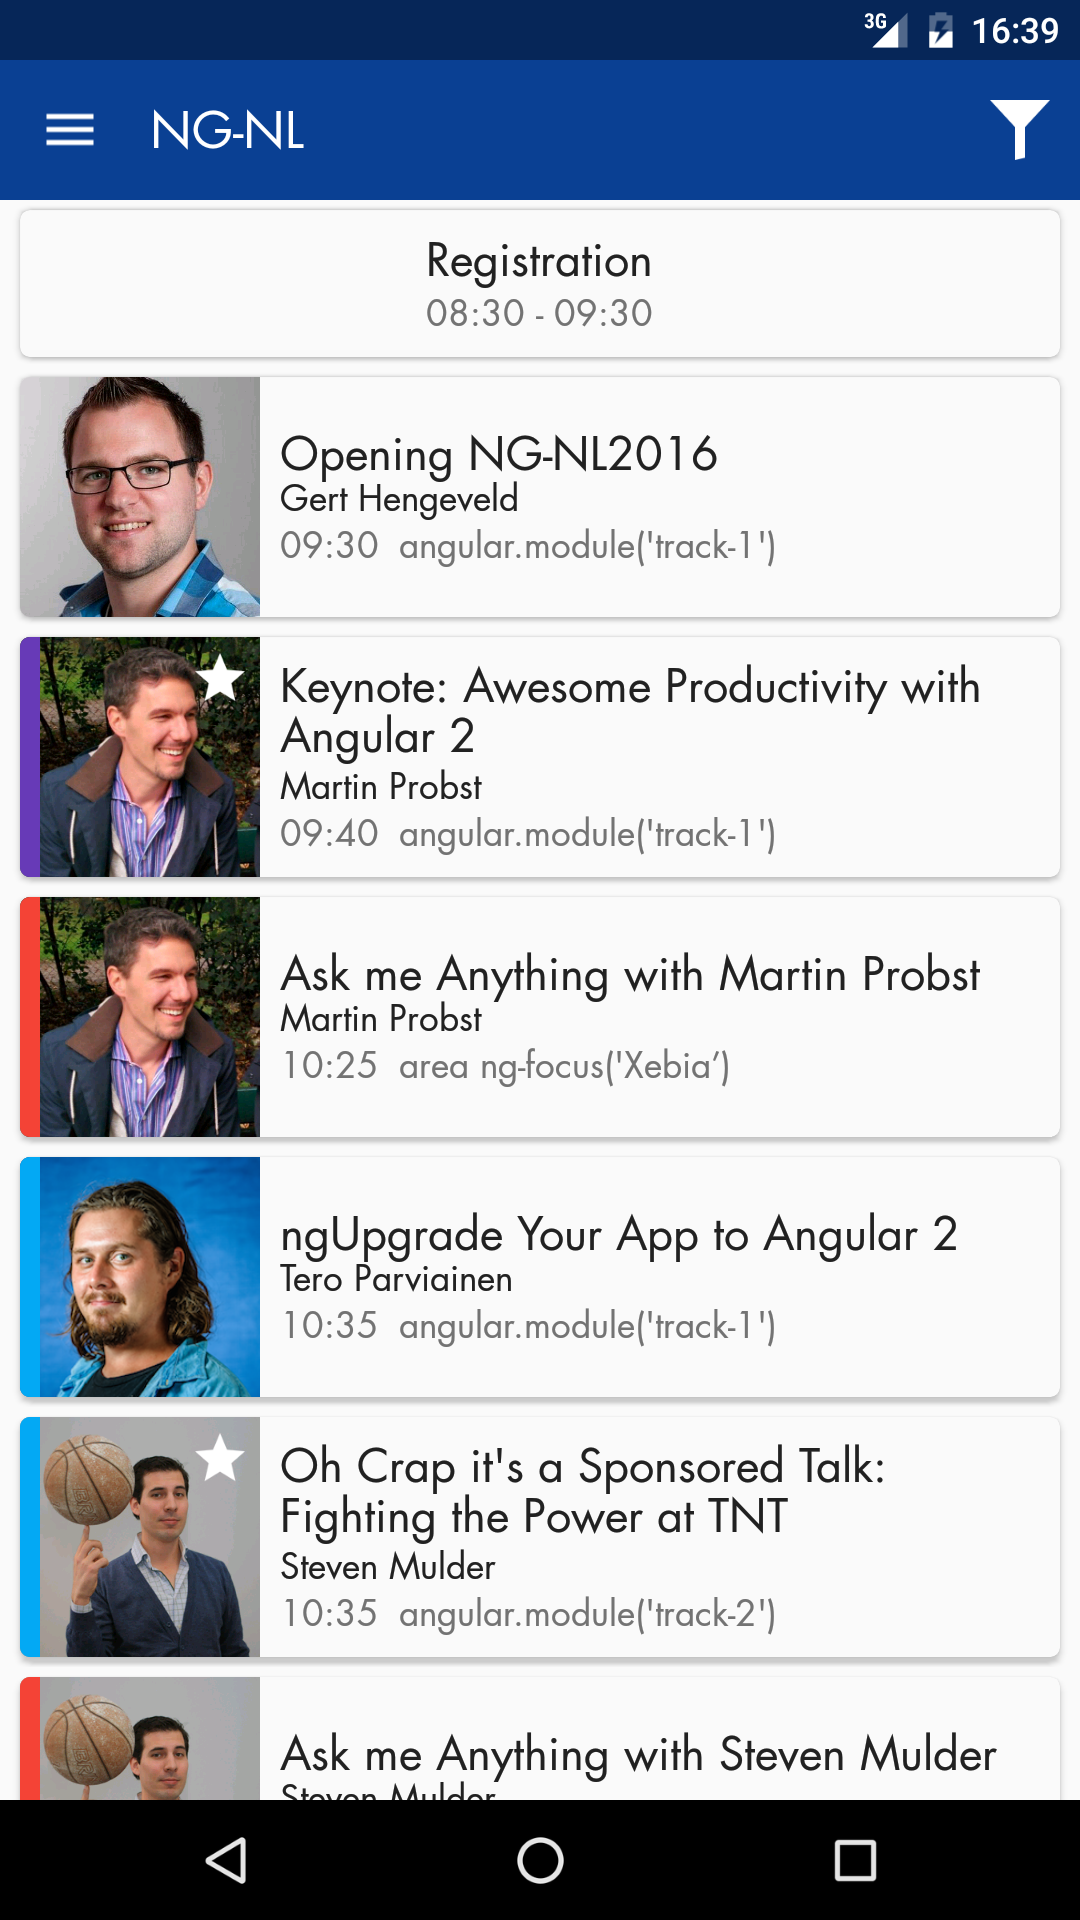 3G 16:39
NG-NL
Registration
08:30 - 09:30
Opening NG-NL2016
Gert Hengeveld
09:30 angular.module('track-1')
Keynote: Awesome Productivity with
Angular 2
Martin Probst
09:40 angular.module('track-1')
Ask me Anything with Martin Probst
Martin Probst
10:25 area ng-focus('Xebia’)
ngUpgrade Your App to Angular 2
Tero Parviainen
10:35 angular.module('track-1')
Oh Crap it's a Sponsored Talk:
Fighting the Power at TNT
Steven Mulder
10:35 angular.module('track-2')
Ask me Anything with Steven Mulder
Steven Mulder